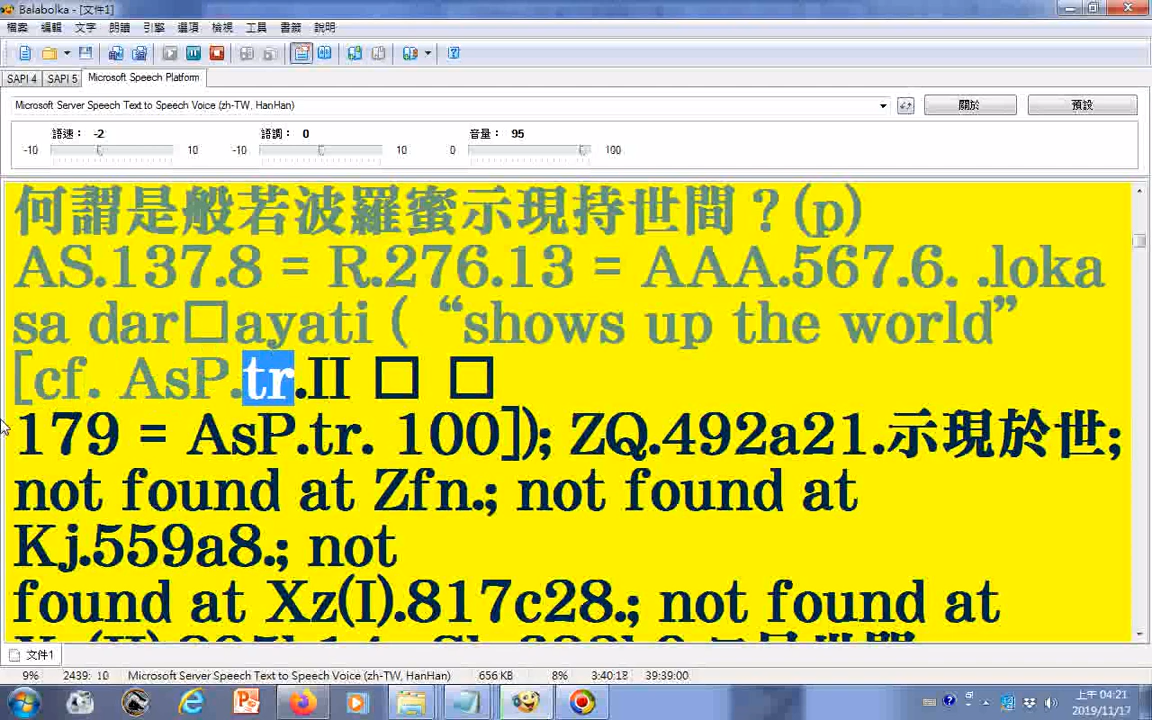 Balabolka - [文件1]
檔案 編輯 文字 朗讀 引擎 選項 檢視 工具 書籤 說明
SAPI 4 SAPI 5 Microsoft Speech Platform
Microsoft Server Speech Text to Speech Voice (zh-TW, HanHan) 關於 預設
語速： -2 語調： 0 音量： 95
-10 10 -10 10 0 100
何謂是般若波羅蜜示現持世間？(p)
AS.137.8 = R.276.13 = AAA.567.6. .loka
sa dar□ayati (“shows up the world”
[cf. AsP.tr.II □ □
179 = AsP.tr. 100]); ZQ.492a21.示現於世;
not found at Zfn.; not found at
Kj.559a8.; not
found at Xz(I).817c28.; not found at
文件1
9% 2439: 10 Microsoft Server Speech Text to Speech Voice (zh-TW, HanHan) 656 KB 8% 3:40:18 39:39:00
上午 04:21
2019/11/17